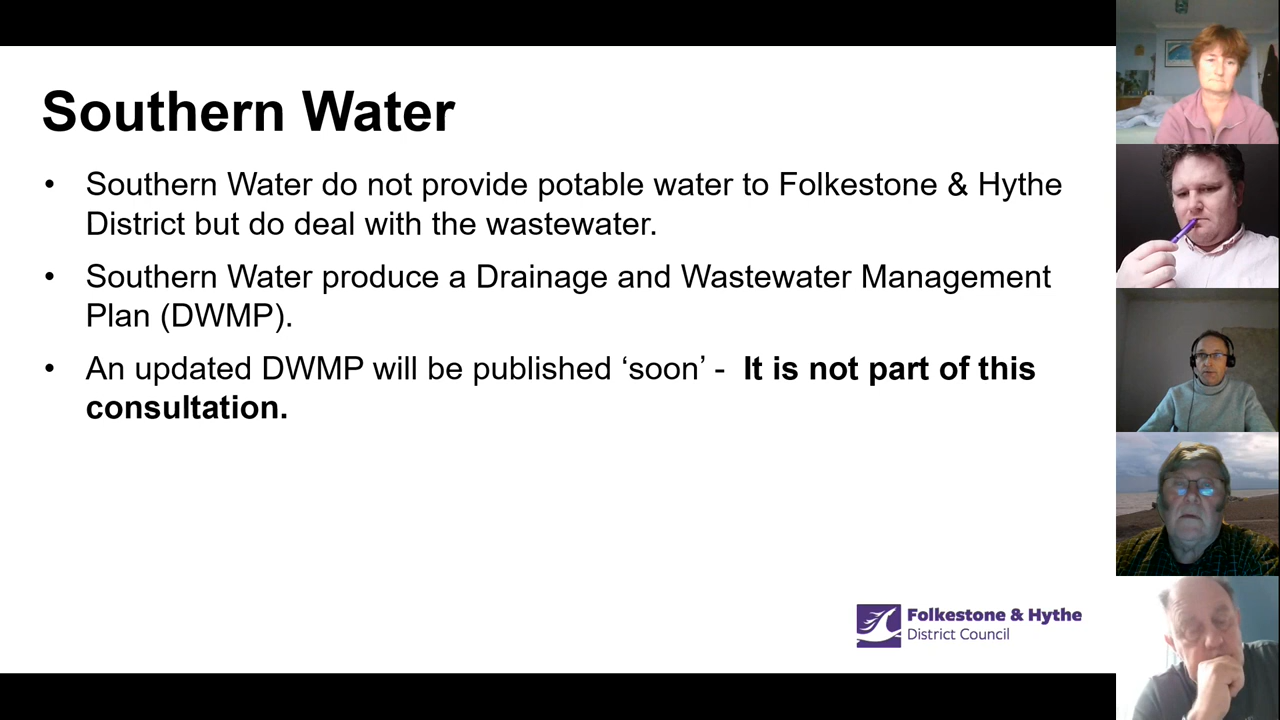 Southern Water
• Southern Water do not provide potable water to Folkestone & Hythe
District but do deal with the wastewater.
• Southern Water produce a Drainage and Wastewater Management
Plan (DWMP).
• An updated DWMP will be published ‘soon’ - It is not part of this
consultation.
Folkestone & Hythe
District Council